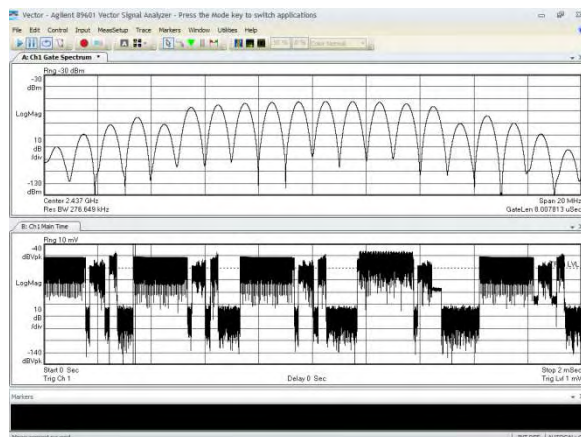 Vector - Agilent 89601 Vector Signal Analyzer - Press the Mode key to switch applications
File Edit Control Input MeasSetup Trace Markers Window Utilities Help
A: Ch1 Gate Spectrum
Rng -30 dBm
-30
dBm
LogMag
10
dB
/div
-130
dBm
Center 2.437 GHz
Span 20 MHz
Res BW 276.649 kHz
GateLen 8.007813 uSec
B: Ch1 Main Time
Rng 10 mV
-40
dBVpk
LVL
LogMag
10
dB
/div
-140
dBVpk
Start 0 Sec
Stop 2 mSec
Trig Ch 1
Delay 0 Sec
Trig Lvl 1 mV
Markers